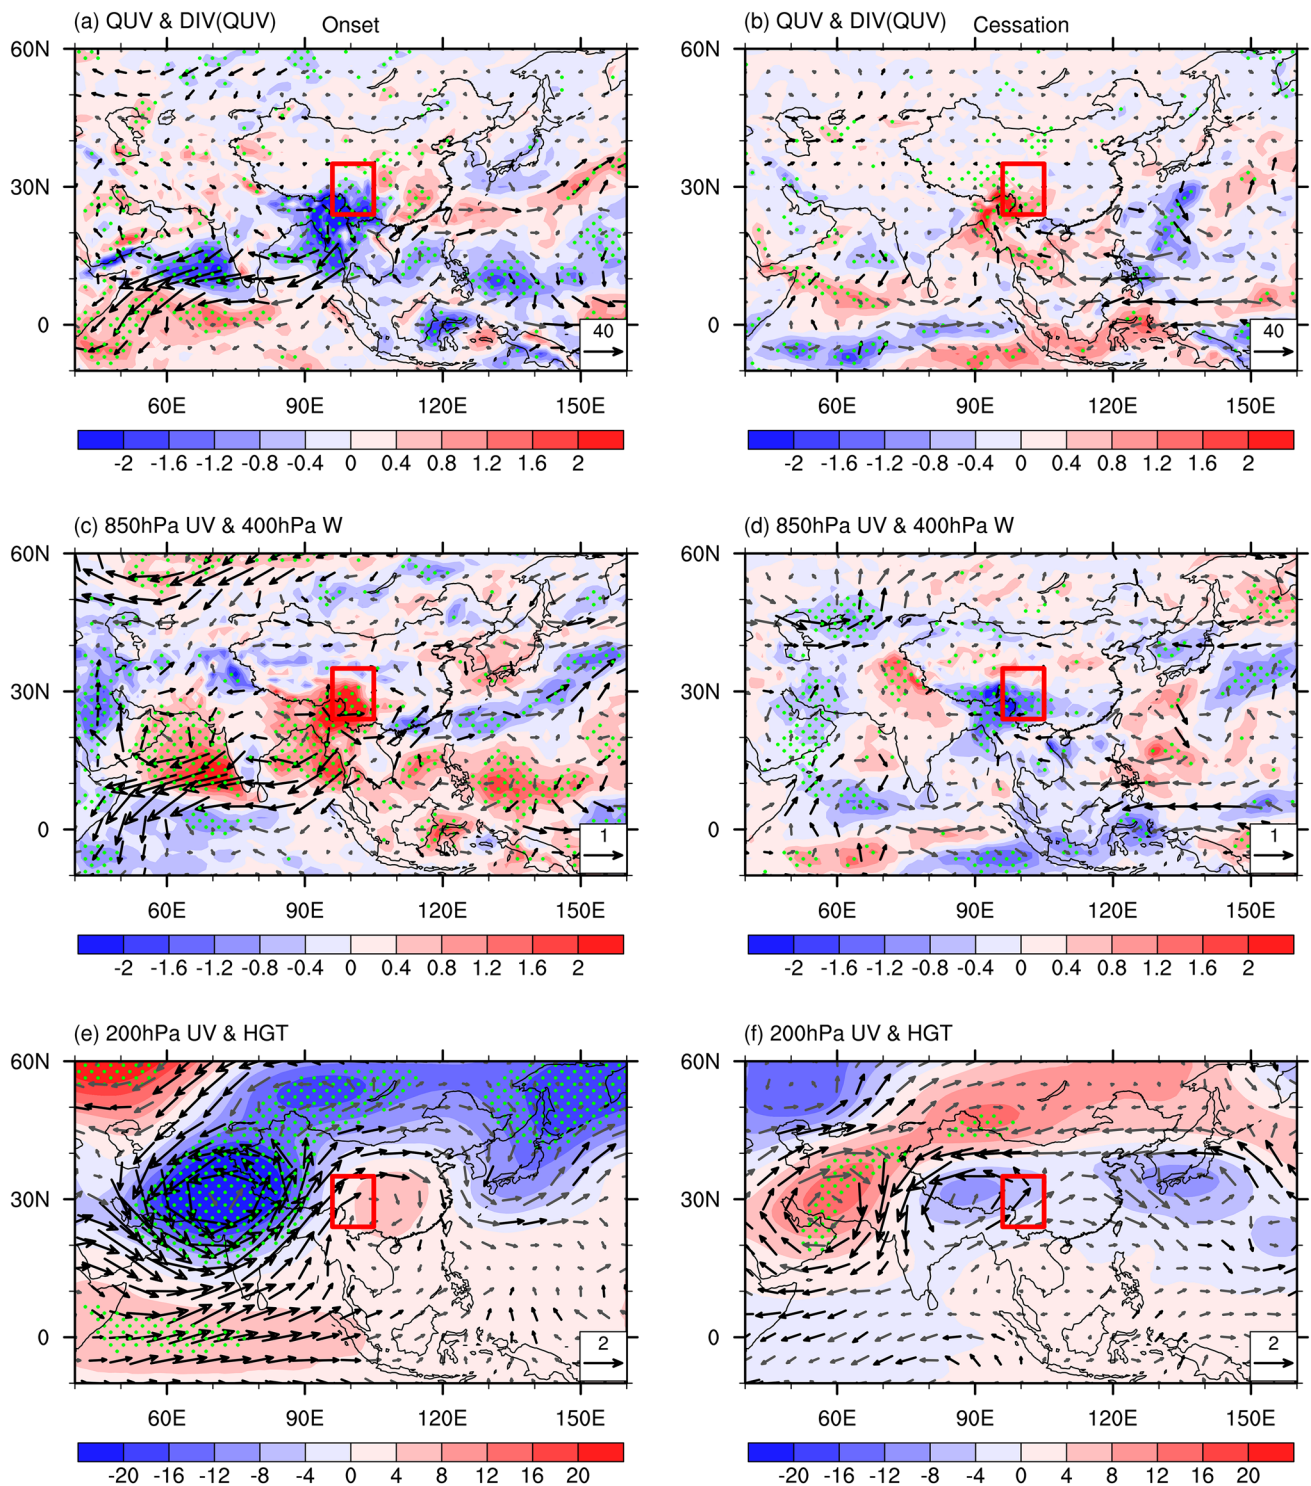 (a) QUV & DIV(QUV) Onset
(b) QUV & DIV(QUV) Cessation
60N
30N
0
40
60E 90E 120E 150E
-2 -1.6 -1.2 -0.8 -0.4 0 0.4 0.8 1.2 1.6 2
60N
30N
0
40
60E 90E 120E 150E
-2 -1.6 -1.2 -0.8 -0.4 0 0.4 0.8 1.2 1.6 2
(c) 850hPa UV & 400hPa W
(d) 850hPa UV & 400hPa W
60N
30N
0
1
60E 90E 120E 150E
-2 -1.6 -1.2 -0.8 -0.4 0 0.4 0.8 1.2 1.6 2
60N
30N
0
1
60E 90E 120E 150E
-2 -1.6 -1.2 -0.8 -0.4 0 0.4 0.8 1.2 1.6 2
(e) 200hPa UV & HGT
(f) 200hPa UV & HGT
60N
30N
0
2
60E 90E 120E 150E
-20 -12 -8 -4 0 4 8 12 16 20
60N
30N
0
2
60E 90E 120E 150E
-20 -12 -8 -4 0 4 8 12 16 20